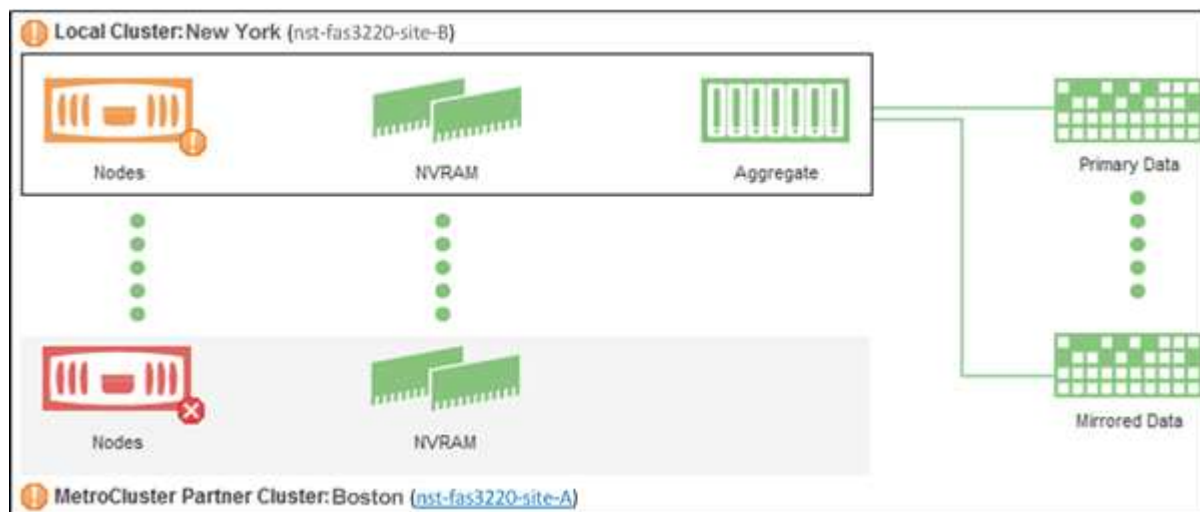 Local Cluster: New York (nst-fas3220-site-B)
Nodes NVRAM Aggregate
Primary Data
Nodes NVRAM
Mirrored Data
MetroCluster Partner Cluster: Boston (nst-fas3220-site-A)